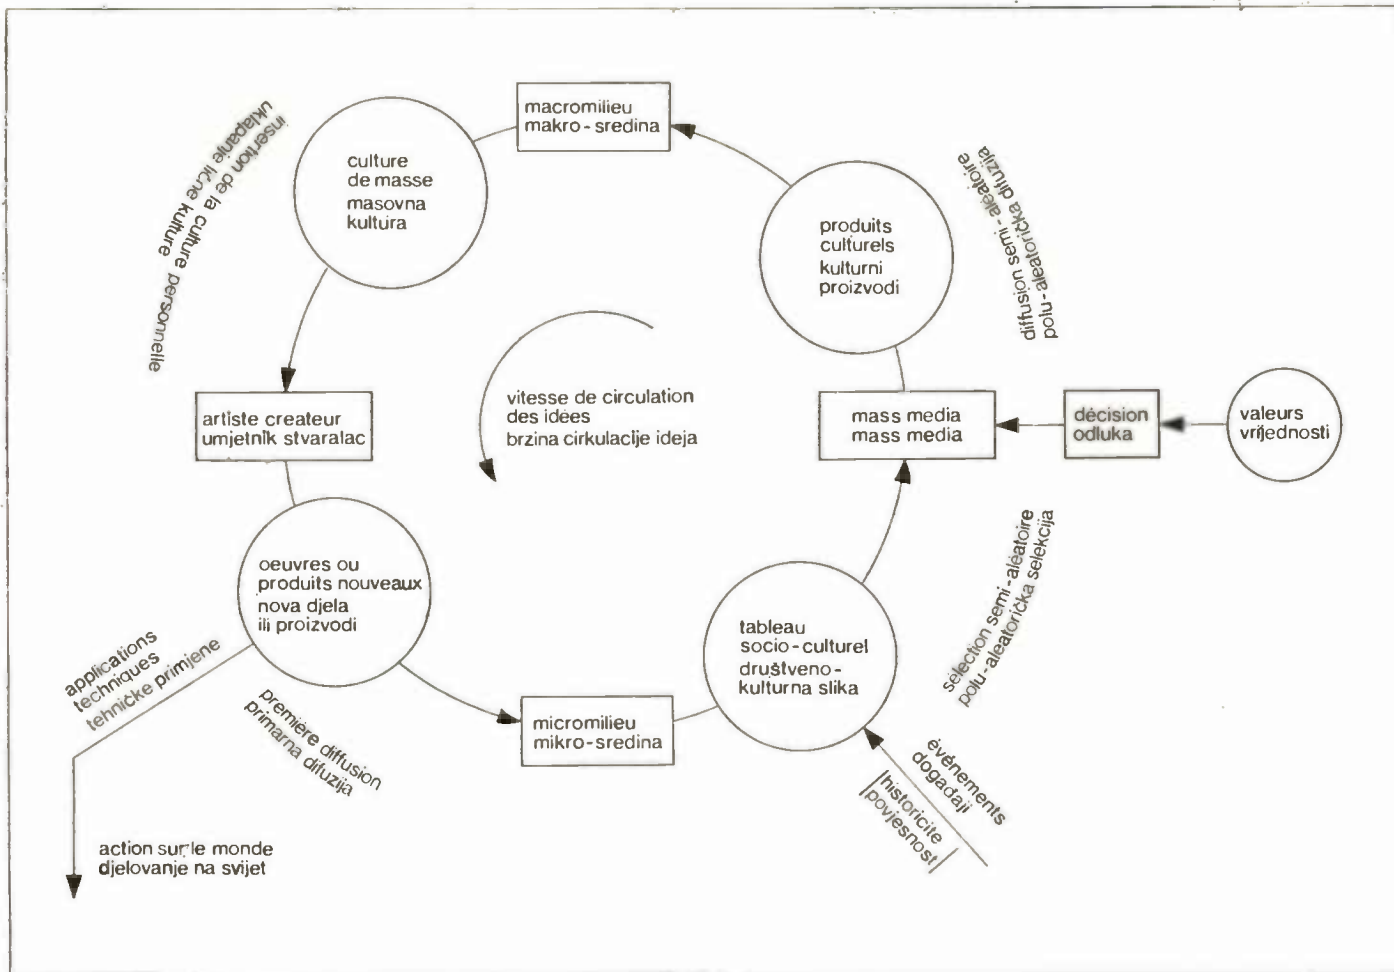 macromilieu
makro-sredina
culture
de masse
masovna
kultura
insertion de la culture personnelle
uklapanje lične kulture
produits
culturels
kulturni
proizvodi
diffusion semi-aléatoire
polu-aleatorička difuzija
vitesse de circulation
des idées
brzina cirkulacije ideja
artiste createur
umjetnik stvaralac
mass media
mass media
décision
odluka
valeurs
vrijednosti
oeuvres ou
produits nouveaux
nova djela
ili proizvodi
tableau
socio-culturel
društveno-
kulturna slika
sélection semi-aléatoire
polu-aleatorička selekcija
applications
techniques
tehničke primjene
première diffusion
primarna difuzija
micromilieu
mikro-sredina
événements
dogadaji
historicite
povjesnost
action sur le monde
djelovanje na svijet